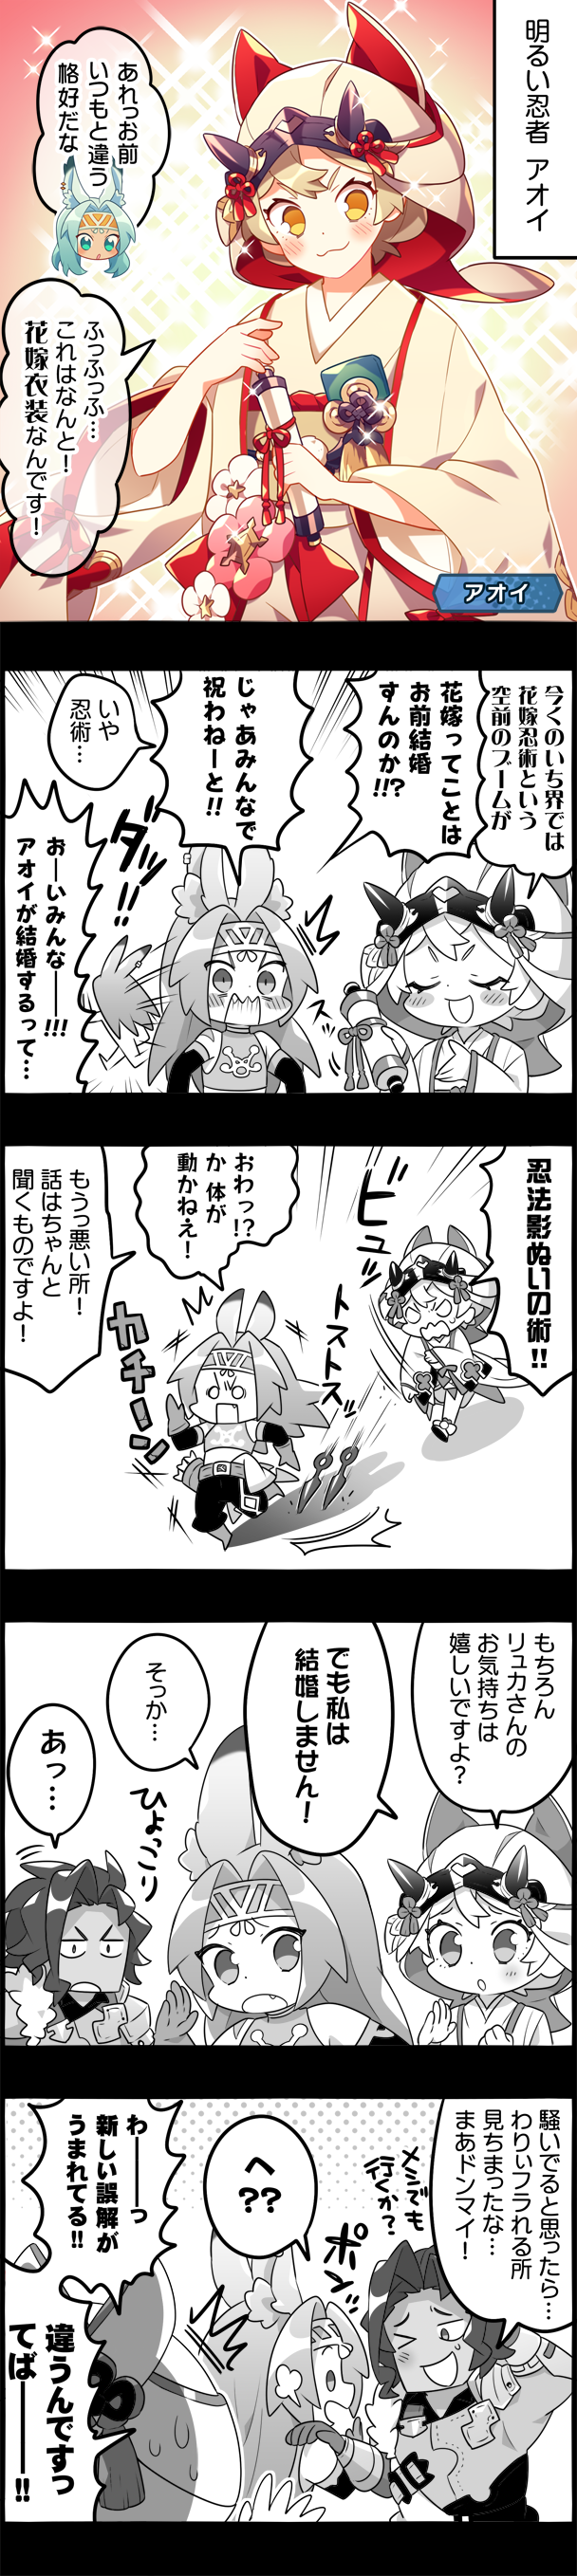 明るい忍者 アオイ
あれっお前
いつもと違う
格好だな
ふっふっふ…
これはなんと！
花嫁衣装なんです！
アオイ
今くのいち界では
花嫁忍術という
空前のブームが
花嫁ってことは
お前結婚
すんのか!!?
じゃあみんなで
祝わねーと!!
いや
忍術…
ズズ
ダッ!!
おーいみんなーー!!!
アオイが結婚するって…
忍法影ぬいの術!!
ビュッ
トストスッ
おわっ!?
か 体が
動かねえ！
カチーン
もうっ悪い所！
話はちゃんと
聞くものですよ！
もちろん
リュカさんの
お気持ちは
嬉しいですよ？
でも私は
結婚しません！
そっか…
ひょっこり
あっ…
騒いでると思ったら…
わりぃフラれる所
見ちまったな…
まあドンマイ！
メシでも
行くか？
ポンッ
へ??
わーーっ
新しい誤解が
うまれてる!!
違うんですっ
てばーーー!!